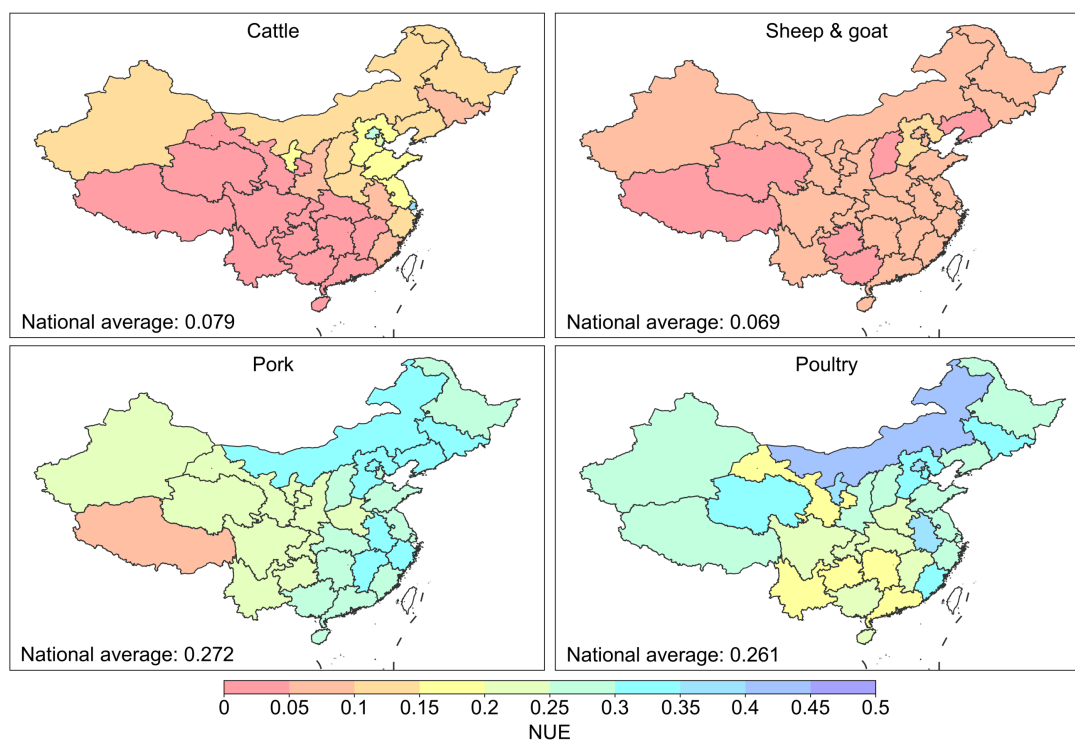 Cattle
Sheep & goat
National average: 0.079
National average: 0.069
Pork
Poultry
National average: 0.272
National average: 0.261
0 0.05 0.1 0.15 0.2 0.25 0.3 0.35 0.4 0.45 0.5
NUE